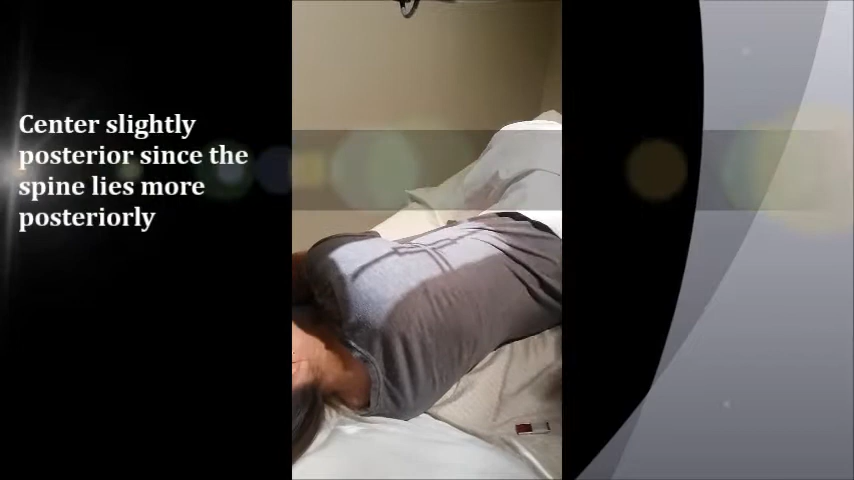 Center slightly
posterior since the
spine lies more
posteriorly